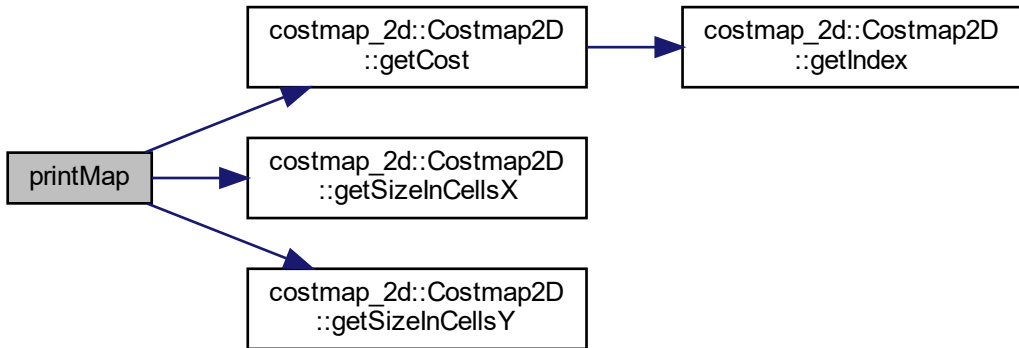 printMap
costmap_2d::Costmap2D
::getCost
costmap_2d::Costmap2D
::getIndex
costmap_2d::Costmap2D
::getSizeInCellsX
costmap_2d::Costmap2D
::getSizeInCellsY